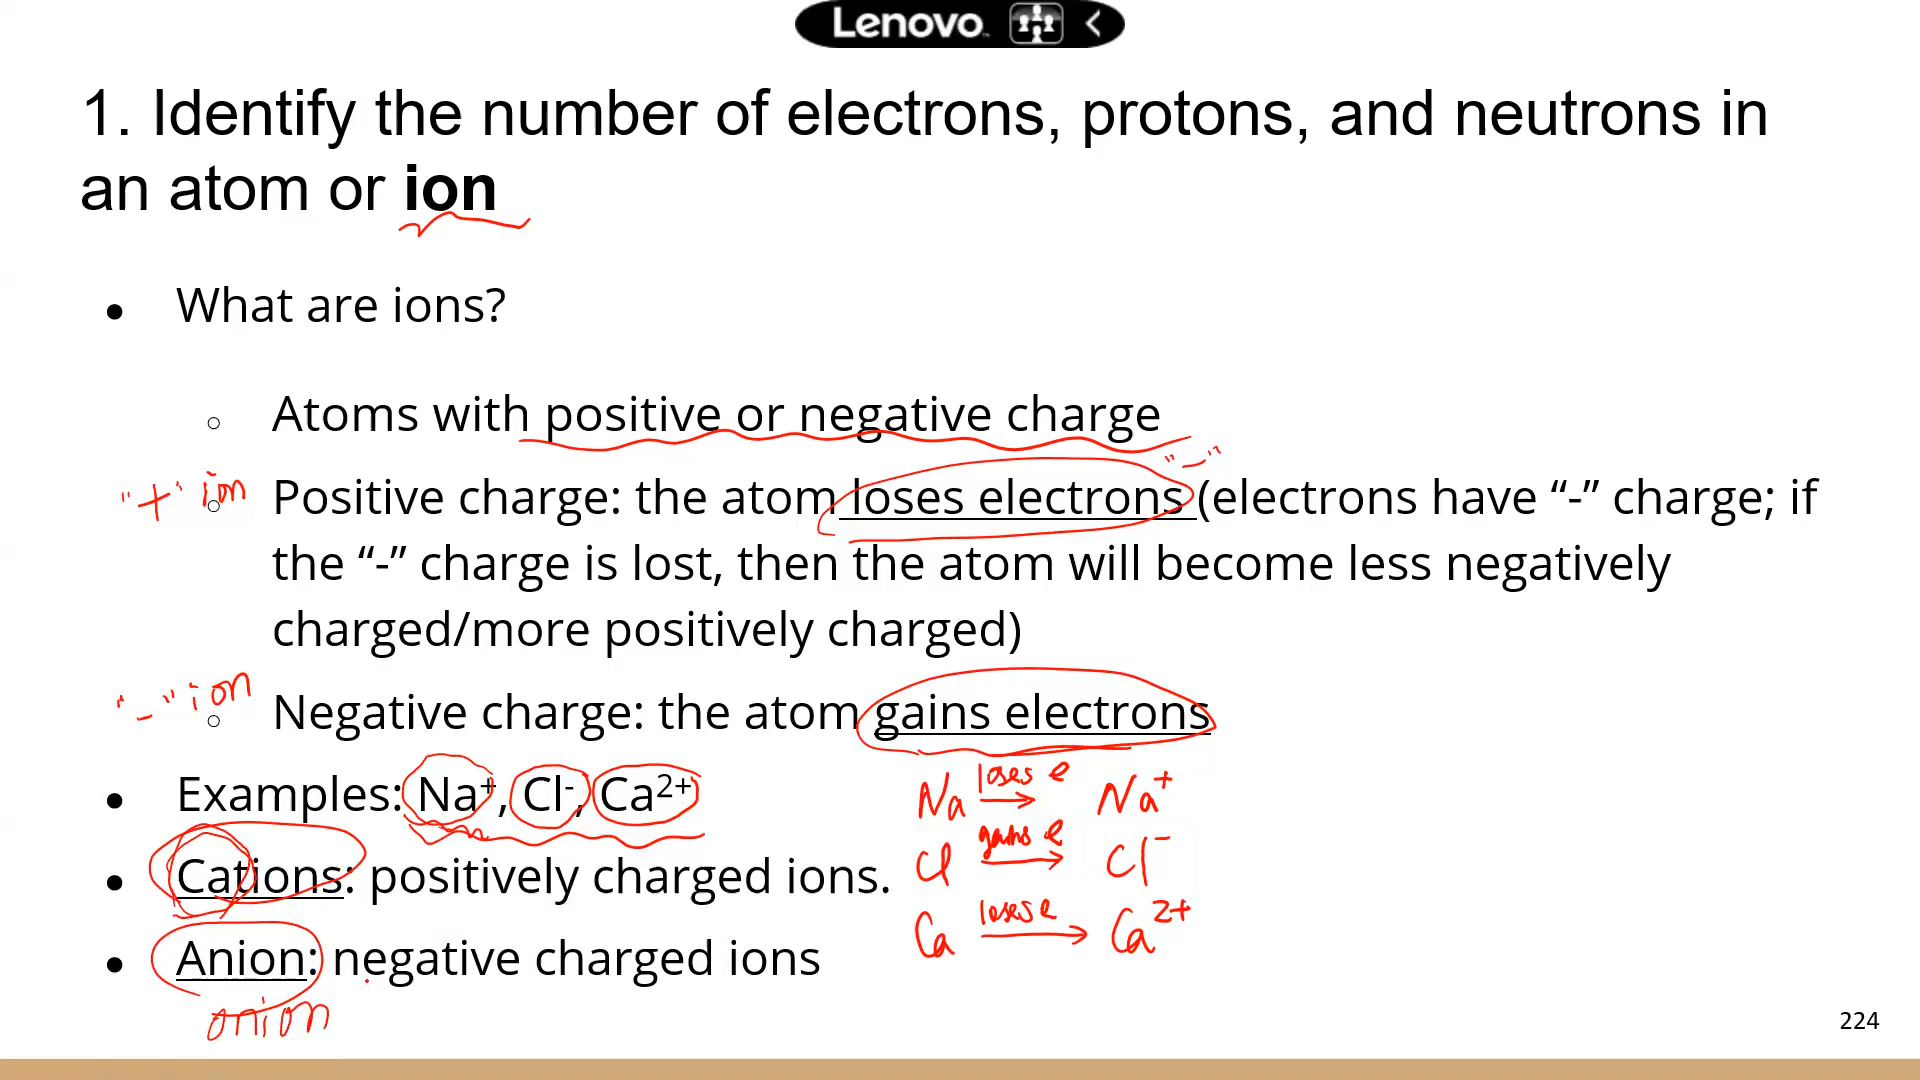 Lenovo
1. Identify the number of electrons, protons, and neutrons in
an atom or ion
● What are ions?
○ Atoms with positive or negative charge
"-"
"+" ion
○ Positive charge: the atom loses electrons (electrons have “-” charge; if
the “-” charge is lost, then the atom will become less negatively
charged/more positively charged)
"-" ion
○ Negative charge: the atom gains electrons
● Examples: Na⁺, Cl⁻, Ca²⁺
Na loses e → Na⁺
● Cations: positively charged ions.
Cl gains e → Cl⁻
Ca loses e → Ca²⁺
● Anion: negative charged ions
onion
224